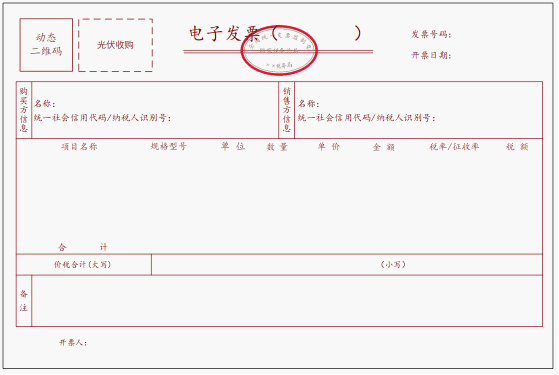 动态
二维码
光伏收购
电子发票（ ）
发票号码：
开票日期：
购买方信息
名称：
统一社会信用代码/纳税人识别号：
销售方信息
名称：
统一社会信用代码/纳税人识别号：
项目名称 规格型号 单位 数量 单价 金额 税率/征收率 税额
合计
价税合计(大写) （小写）
备注
开票人：